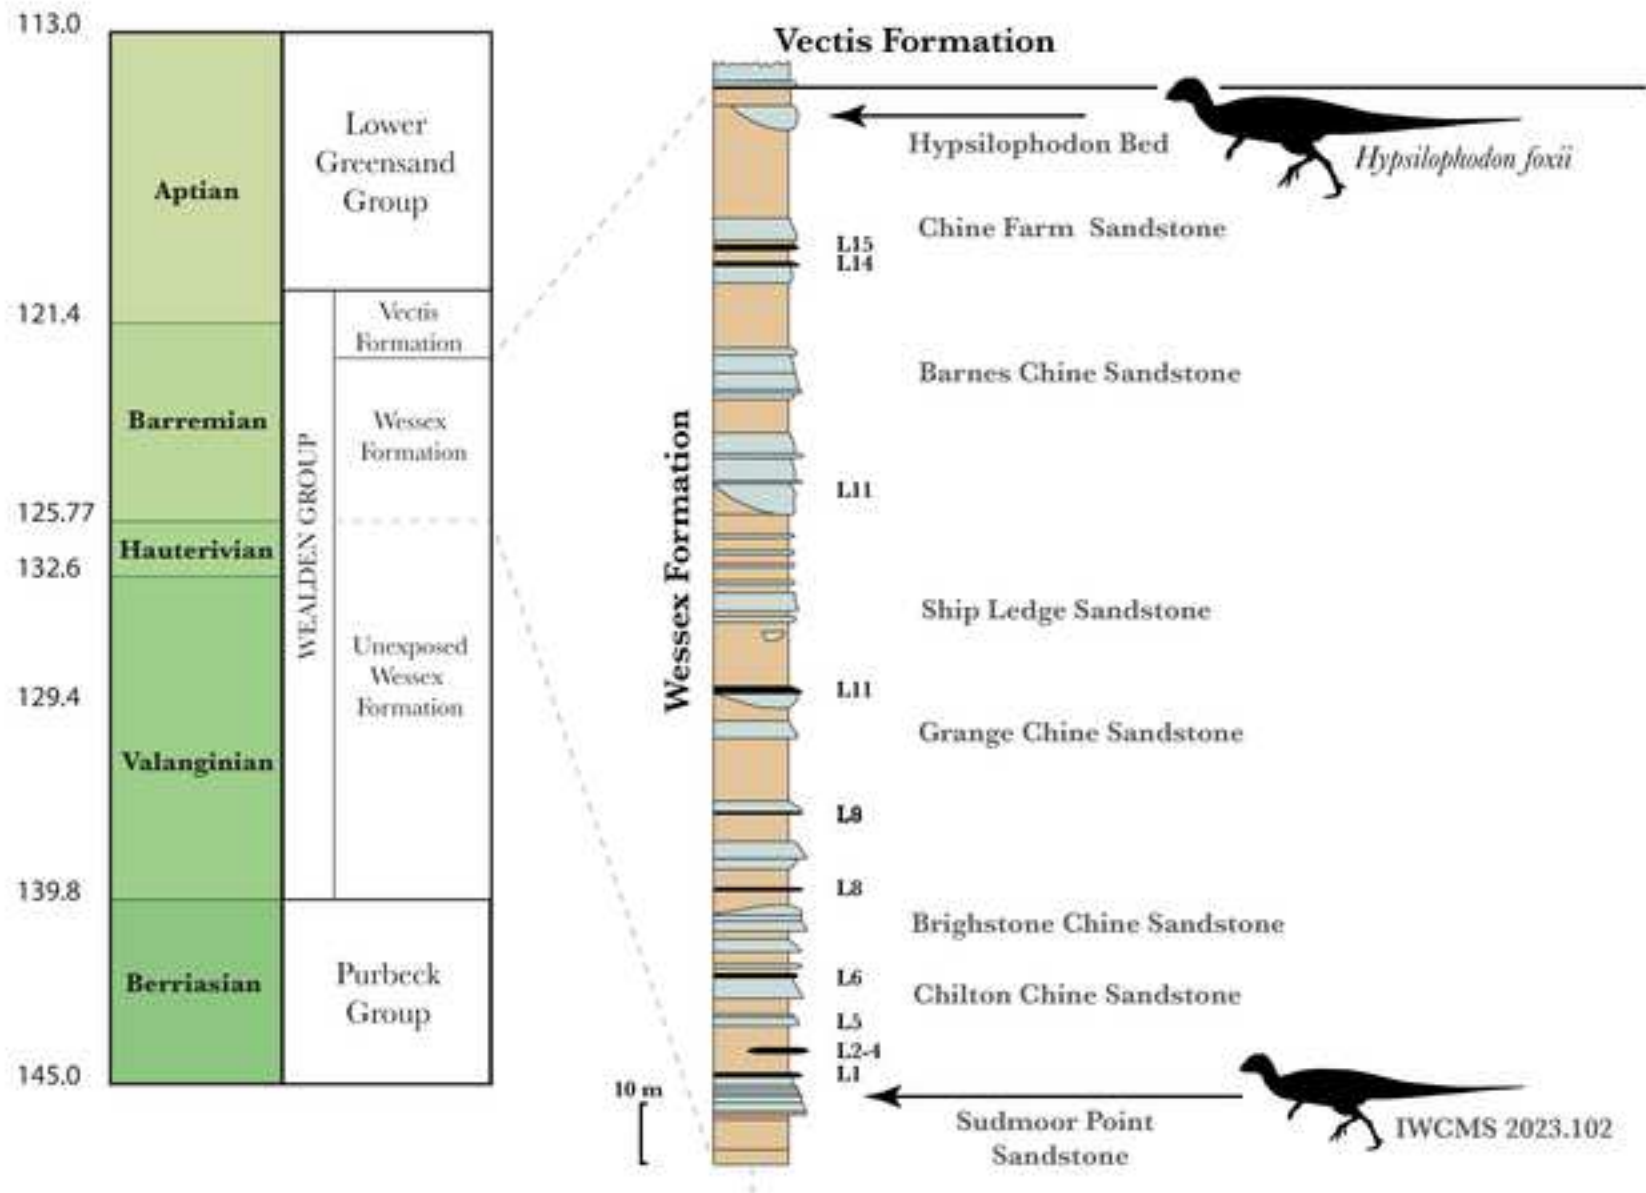 113.0
Aptian
121.4
Barremian
125.77
Hauterivian
132.6
129.4
Valanginian
139.8
Berriasian
145.0
Lower
Greensand
Group
WEALDEN GROUP
Vectis
Formation
Wessex
Formation
Unexposed
Wessex
Formation
Purbeck
Group
Vectis Formation
Wessex Formation
Hypsilophodon Bed
Hypsilophodon foxii
Chine Farm Sandstone
L15
L14
Barnes Chine Sandstone
L11
Ship Ledge Sandstone
L11
Grange Chine Sandstone
L9
L8
Brighstone Chine Sandstone
L6
Chilton Chine Sandstone
L5
L2-4
L1
10 m
Sudmoor Point
Sandstone
IWCMS 2023.102